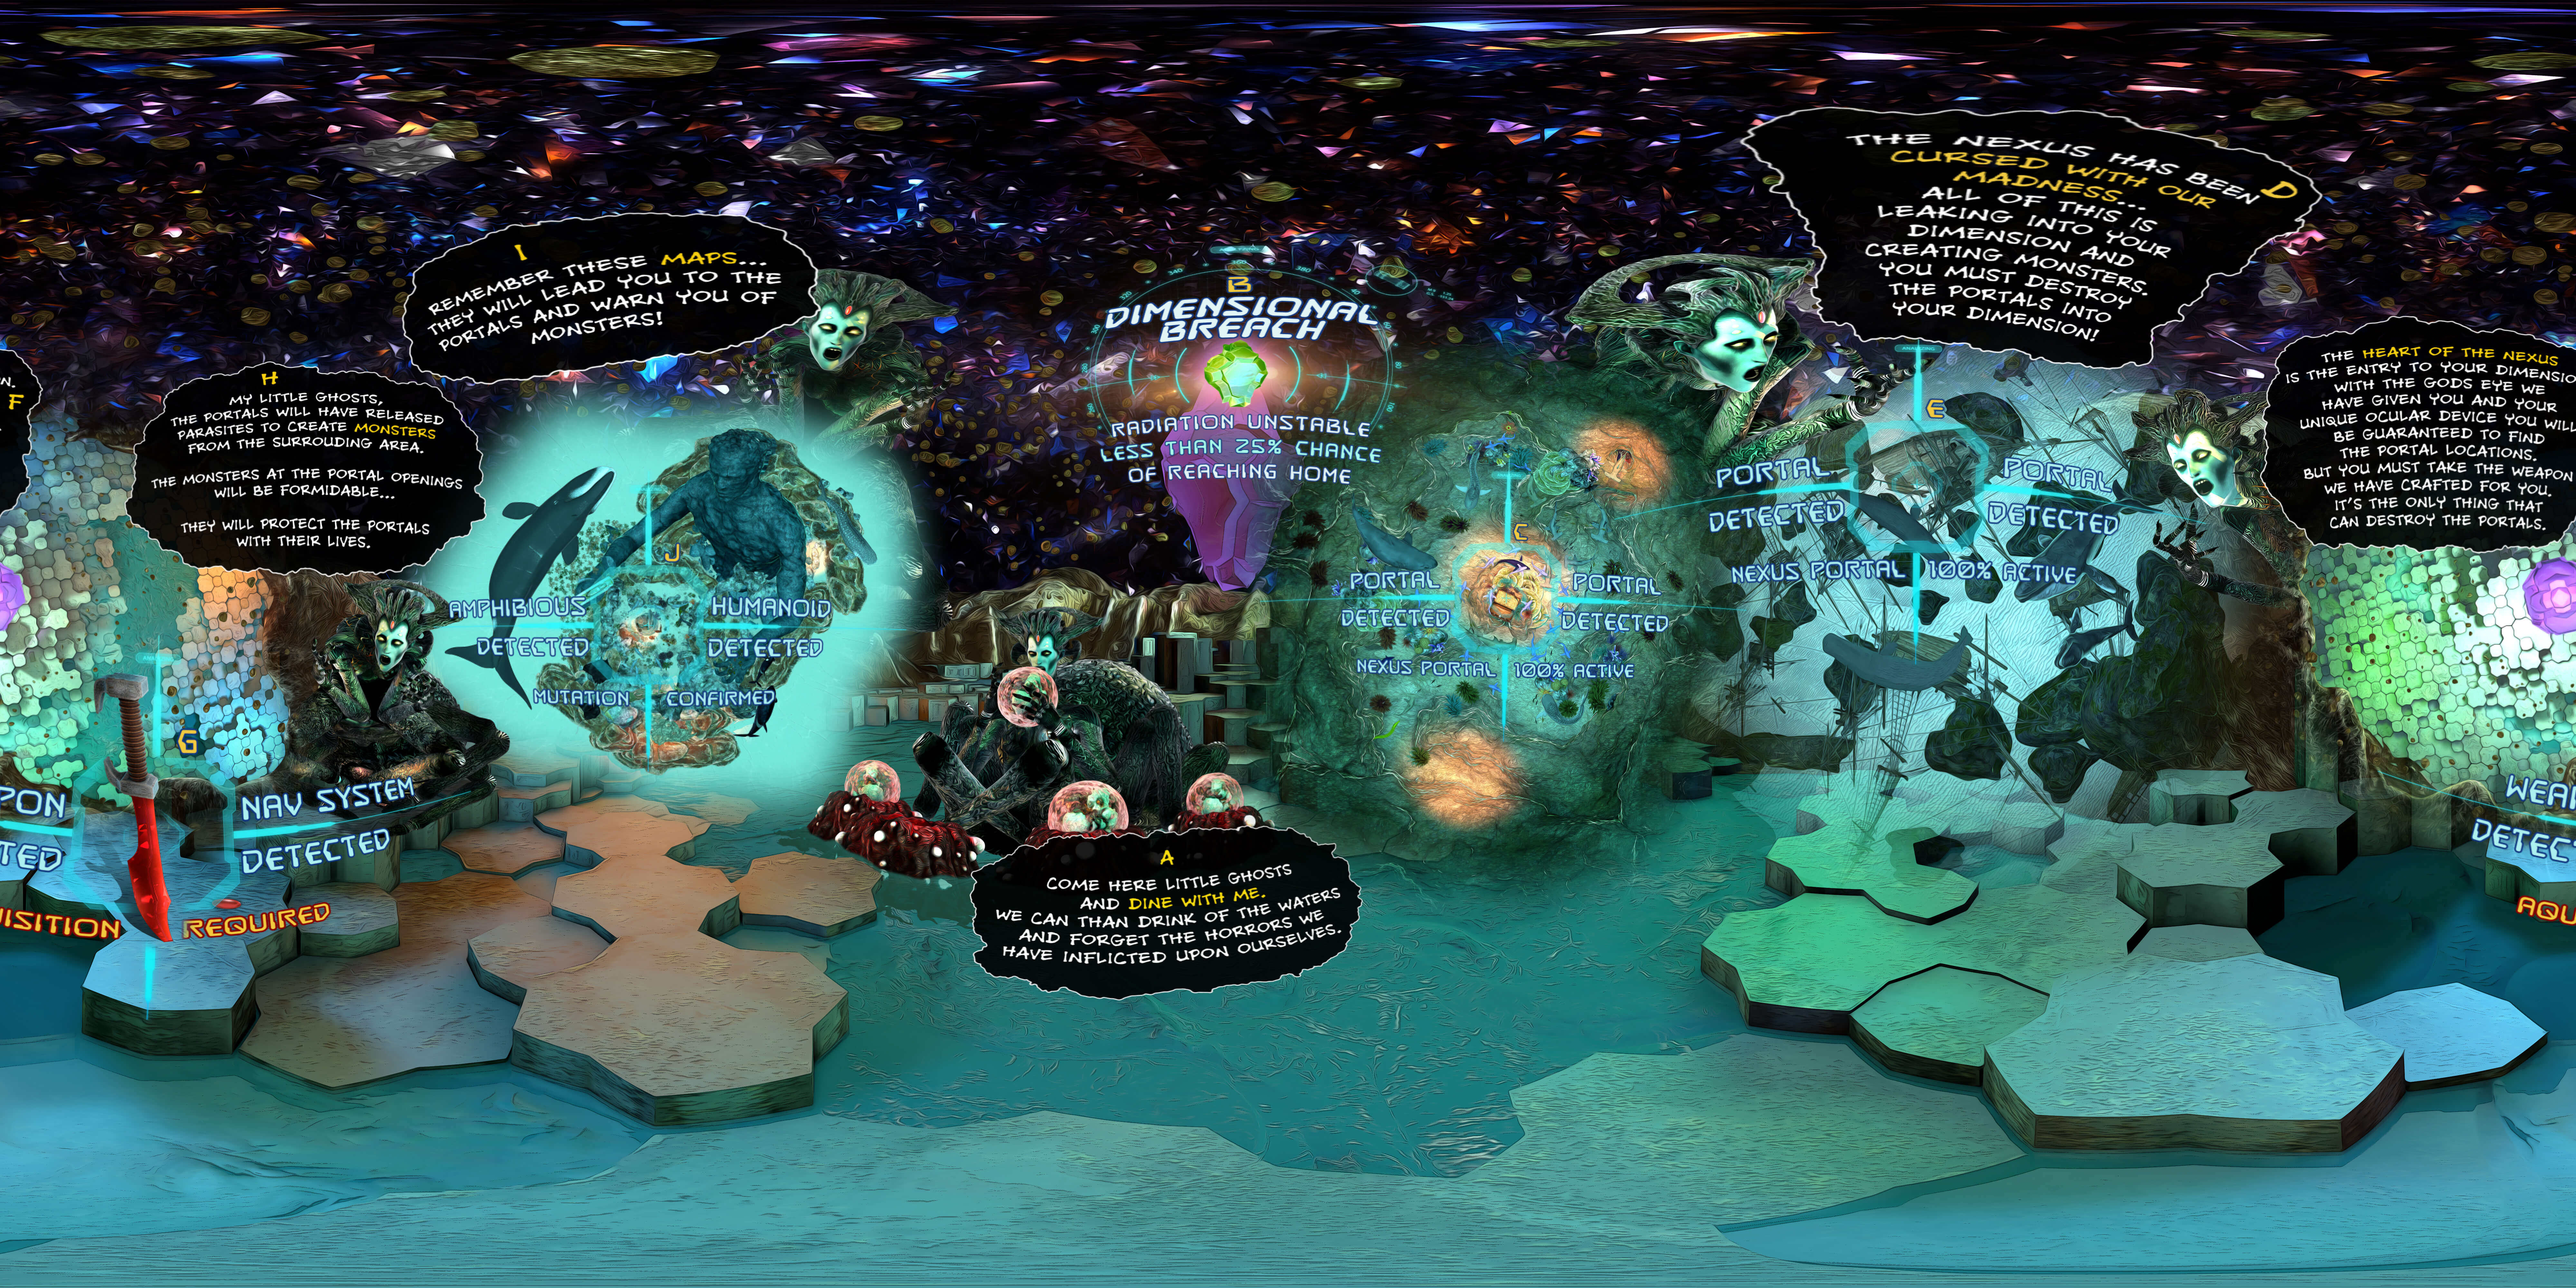 A
COME HERE LITTLE GHOSTS
AND DINE WITH ME.
WE CAN THAN DRINK OF THE WATERS
AND FORGET THE HORRORS WE
HAVE INFLICTED UPON OURSELVES.
B
DIMENSIONAL
BREACH
RADIATION UNSTABLE
LESS THAN 25% CHANCE
OF REACHING HOME
C
PORTAL PORTAL
DETECTED DETECTED
NEXUS PORTAL 100% ACTIVE
THE NEXUS HAS BEEN D
CURSED WITH OUR
MADNESS...
ALL OF THIS IS
LEAKING INTO YOUR
DIMENSION AND
CREATING MONSTERS.
YOU MUST DESTROY
THE PORTALS INTO
YOUR DIMENSION!
E
PORTAL PORTAL
DETECTED DETECTED
NEXUS PORTAL 100% ACTIVE
F
THE HEART OF THE NEXUS
IS THE ENTRY TO YOUR DIMENSION.
WITH THE GODS EYE WE
HAVE GIVEN YOU AND YOUR
UNIQUE OCULAR DEVICE YOU WILL
BE GUARANTEED TO FIND
THE PORTAL LOCATIONS.
BUT YOU MUST TAKE THE WEAPON
WE HAVE CRAFTED FOR YOU.
IT'S THE ONLY THING THAT
CAN DESTROY THE PORTALS.
G
WEAPON NAV SYSTEM
DETECTED DETECTED
AQUISITION REQUIRED
H
MY LITTLE GHOSTS,
THE PORTALS WILL HAVE RELEASED
PARASITES TO CREATE MONSTERS
FROM THE SURROUDING AREA.
THE MONSTERS AT THE PORTAL OPENINGS
WILL BE FORMIDABLE...
THEY WILL PROTECT THE PORTALS
WITH THEIR LIVES.
I
REMEMBER THESE MAPS...
THEY WILL LEAD YOU TO THE
PORTALS AND WARN YOU OF
MONSTERS!
J
AMPHIBIOUS HUMANOID
DETECTED DETECTED
MUTATION CONFIRMED